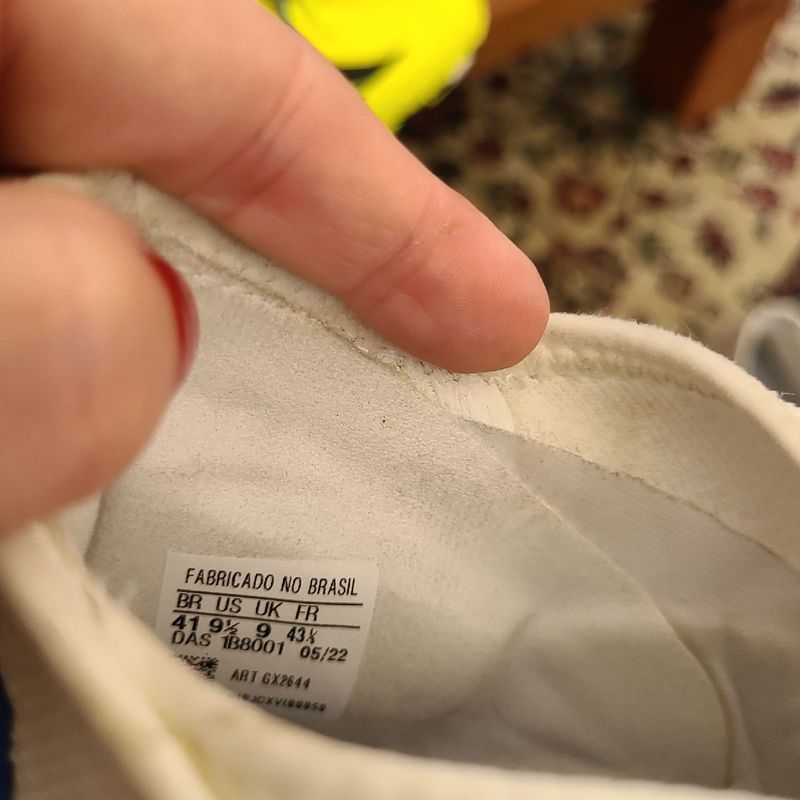 FABRICADO NO BRASIL
BR US UK FR
41 9½ 9 43⅓
DAS 1B8001 05/22
ART GX2644